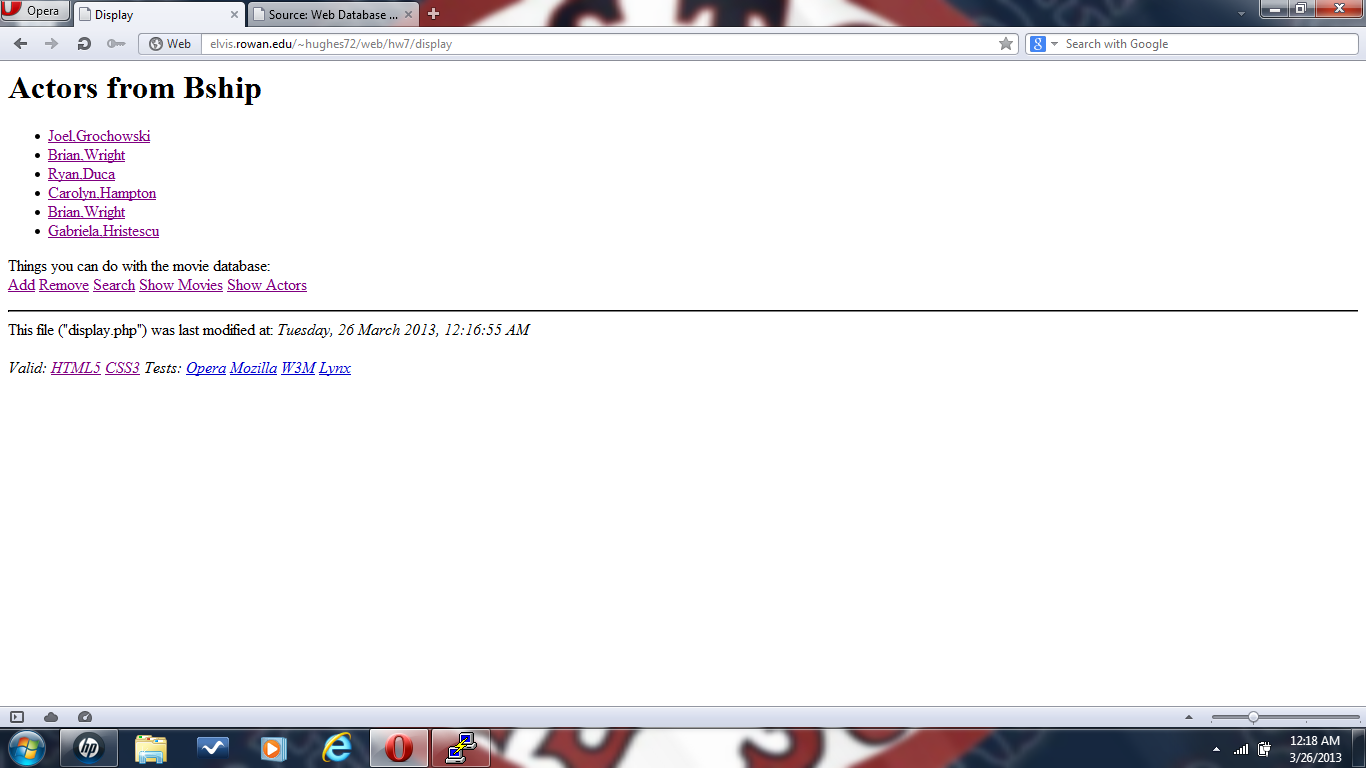 Opera
Display
Source: Web Database ...
Web
elvis.rowan.edu/~hughes72/web/hw7/display
Search with Google
Actors from Bship
Joel.Grochowski
Brian.Wright
Ryan.Duca
Carolyn.Hampton
Brian.Wright
Gabriela.Hristescu
Things you can do with the movie database:
Add Remove Search Show Movies Show Actors
This file ("display.php") was last modified at: Tuesday, 26 March 2013, 12:16:55 AM
Valid: HTML5 CSS3 Tests: Opera Mozilla W3M Lynx
hp
12:18 AM
3/26/2013